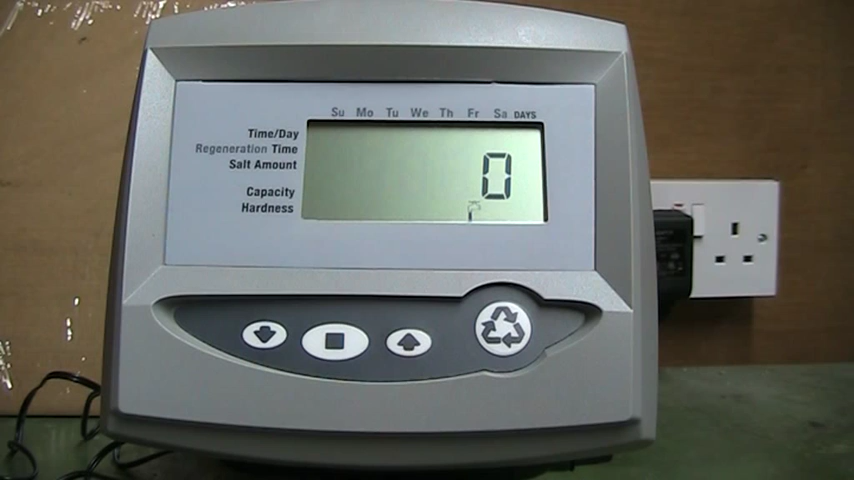 Su Mo Tu We Th Fr Sa DAYS
Time/Day
Regeneration Time
Salt Amount
Capacity
Hardness
0